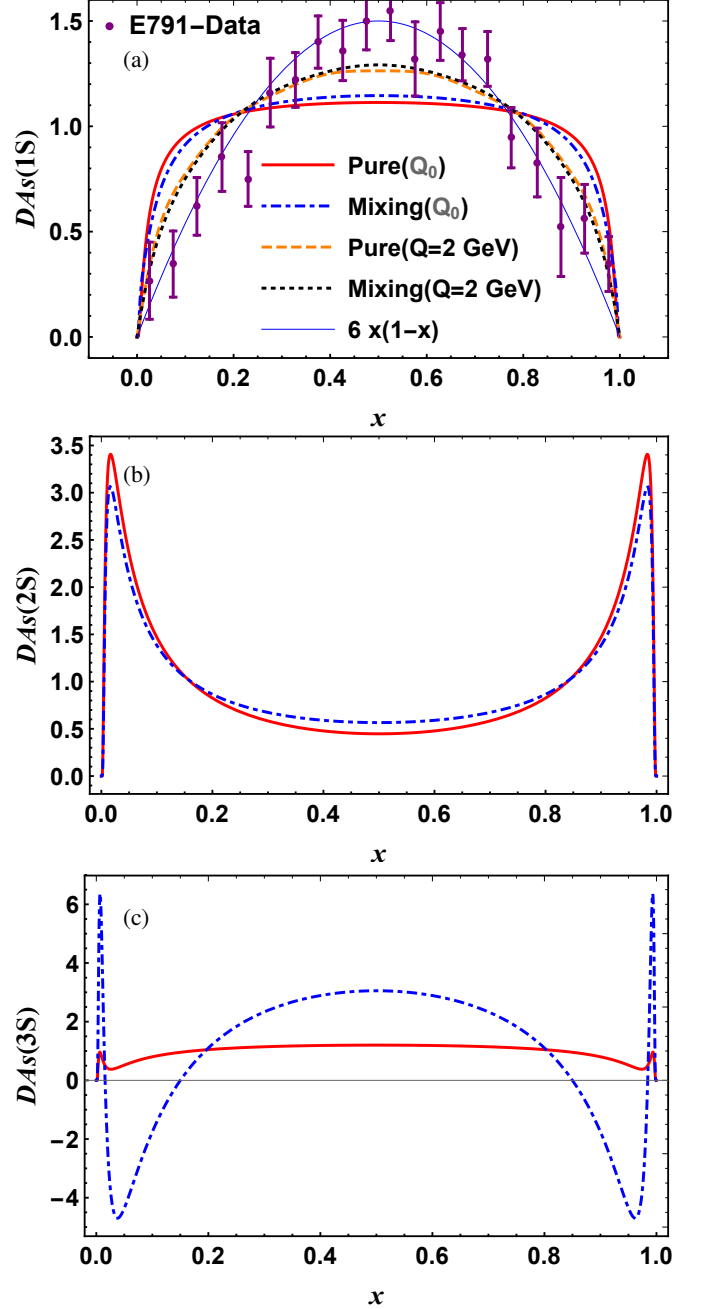 E791-Data
(a)
DAs(1S)
1.5
1.0
0.5
0.0
Pure(Q₀)
Mixing(Q₀)
Pure(Q=2 GeV)
Mixing(Q=2 GeV)
6 x(1-x)
0.0 0.2 0.4 0.6 0.8 1.0
x
(b)
DAs(2S)
3.5
3.0
2.5
2.0
1.5
1.0
0.5
0.0
0.0 0.2 0.4 0.6 0.8 1.0
x
(c)
DAs(3S)
6
4
2
0
−2
−4
0.0 0.2 0.4 0.6 0.8 1.0
x